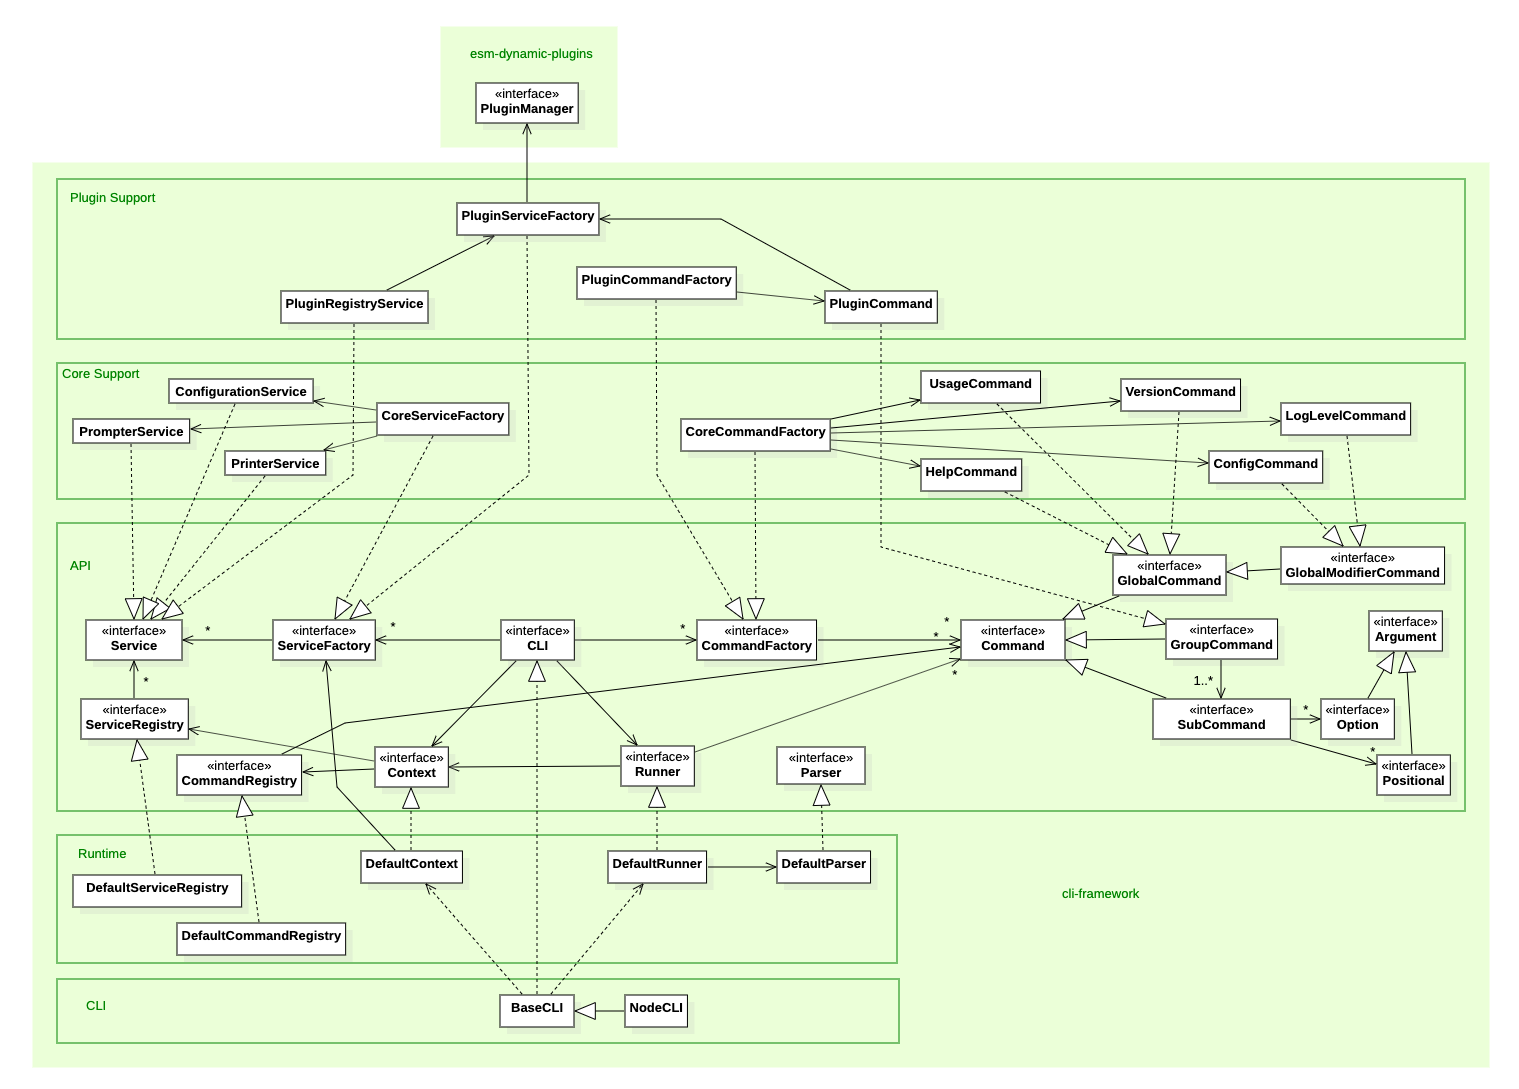 esm-dynamic-plugins
«interface»
PluginManager
Plugin Support
PluginServiceFactory
PluginCommandFactory
PluginRegistryService
PluginCommand
Core Support
ConfigurationService
CoreServiceFactory
PrompterService
PrinterService
UsageCommand
VersionCommand
LogLevelCommand
CoreCommandFactory
HelpCommand
ConfigCommand
API
«interface»
GlobalCommand
«interface»
GlobalModifierCommand
«interface»
Service
*
«interface»
ServiceFactory
*
«interface»
CLI
*
«interface»
CommandFactory
*
*
*
«interface»
Command
«interface»
GroupCommand
«interface»
Argument
*
1..*
«interface»
ServiceRegistry
«interface»
SubCommand
*
«interface»
Option
«interface»
CommandRegistry
«interface»
Context
«interface»
Runner
«interface»
Parser
*
«interface»
Positional
Runtime
DefaultContext
DefaultRunner
DefaultParser
DefaultServiceRegistry
DefaultCommandRegistry
cli-framework
CLI
BaseCLI
NodeCLI